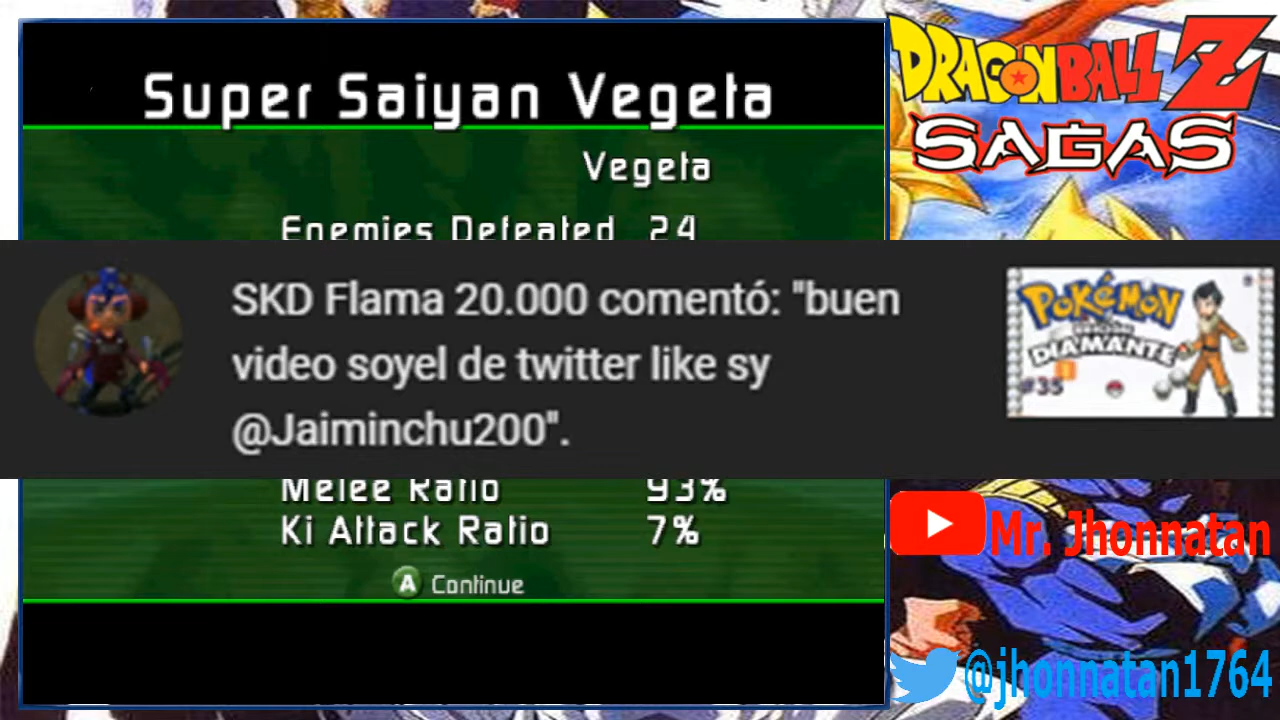 Super Saiyan Vegeta
Vegeta
Enemies Defeated 24
SKD Flama 20.000 comentó: "buen
video soyel de twitter like sy
@Jaiminchu200".
Melee Ratio 93%
Ki Attack Ratio 7%
A Continue
DRAGON BALL Z
SAGAS
POKÉMON
DIAMANTE
#35
Mr. Jhonnatan
@jhonnatan1764